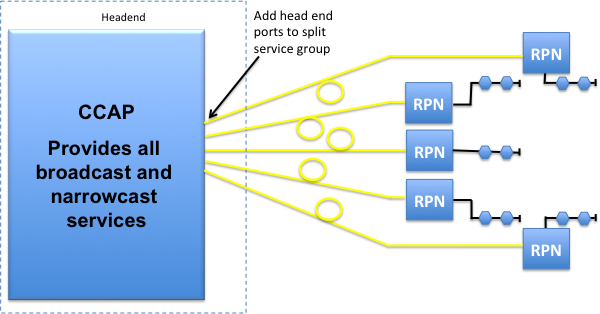 Headend
Add head end
ports to split
service group
CCAP
Provides all
broadcast and
narrowcast
services
RPN
RPN
RPN
RPN
RPN